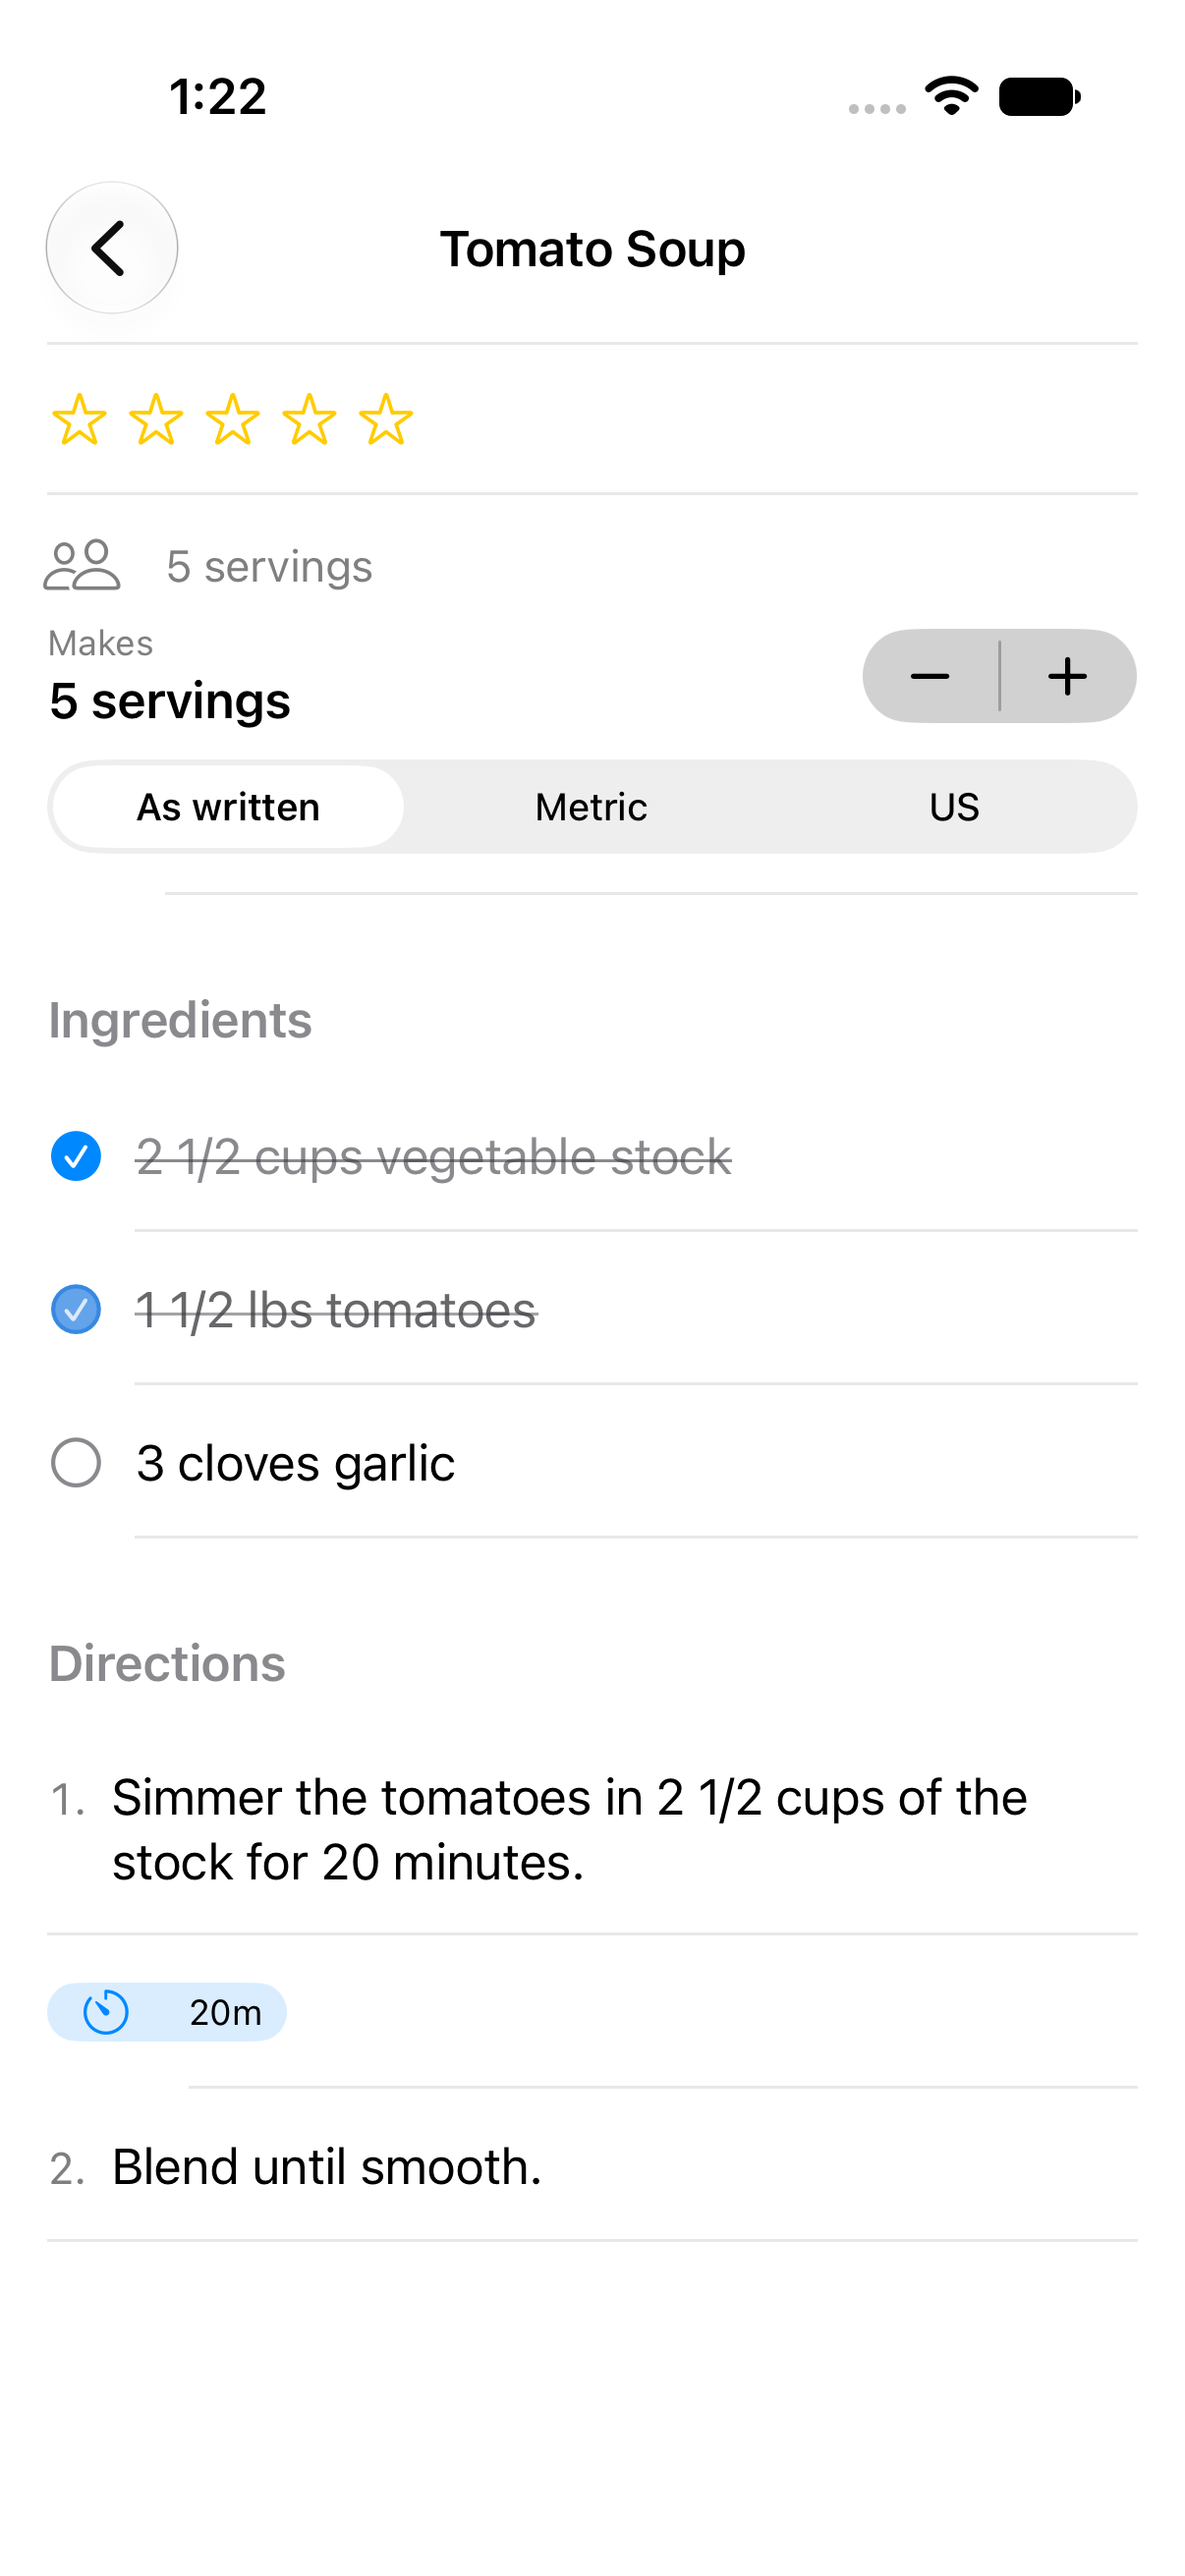 1:22
Tomato Soup
5 servings
Makes
5 servings
As written Metric US
Ingredients
2 1/2 cups vegetable stock
1 1/2 lbs tomatoes
3 cloves garlic
Directions
1. Simmer the tomatoes in 2 1/2 cups of the
stock for 20 minutes.
20m
2. Blend until smooth.